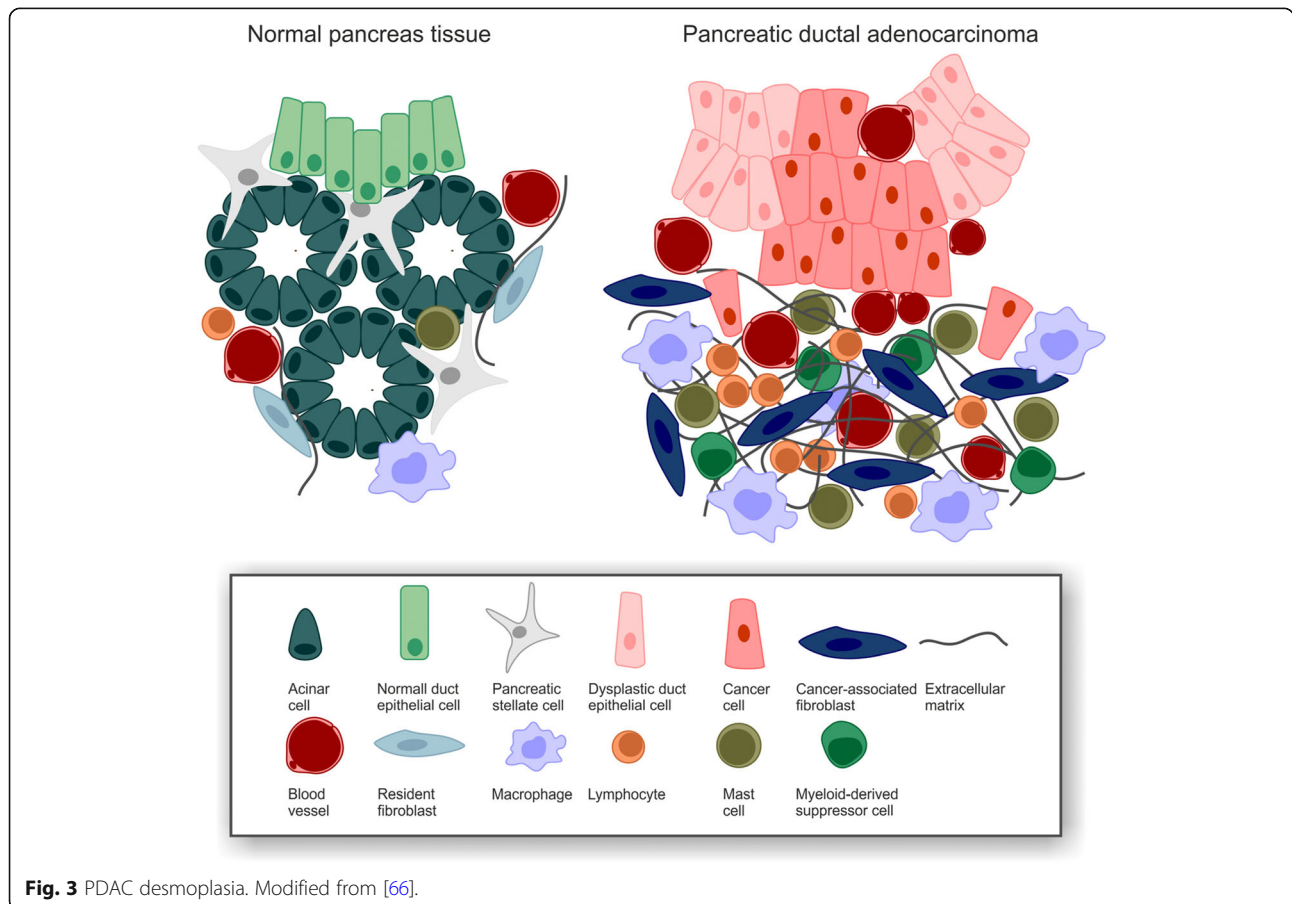 Normal pancreas tissue
Pancreatic ductal adenocarcinoma
Acinar
cell
Normall duct
epithelial cell
Pancreatic
stellate cell
Dysplastic duct
epithelial cell
Cancer
cell
Cancer-associated
fibroblast
Extracellular
matrix
Blood
vessel
Resident
fibroblast
Macrophage
Lymphocyte
Mast
cell
Myeloid-derived
suppressor cell
Fig. 3 PDAC desmoplasia. Modified from [66].